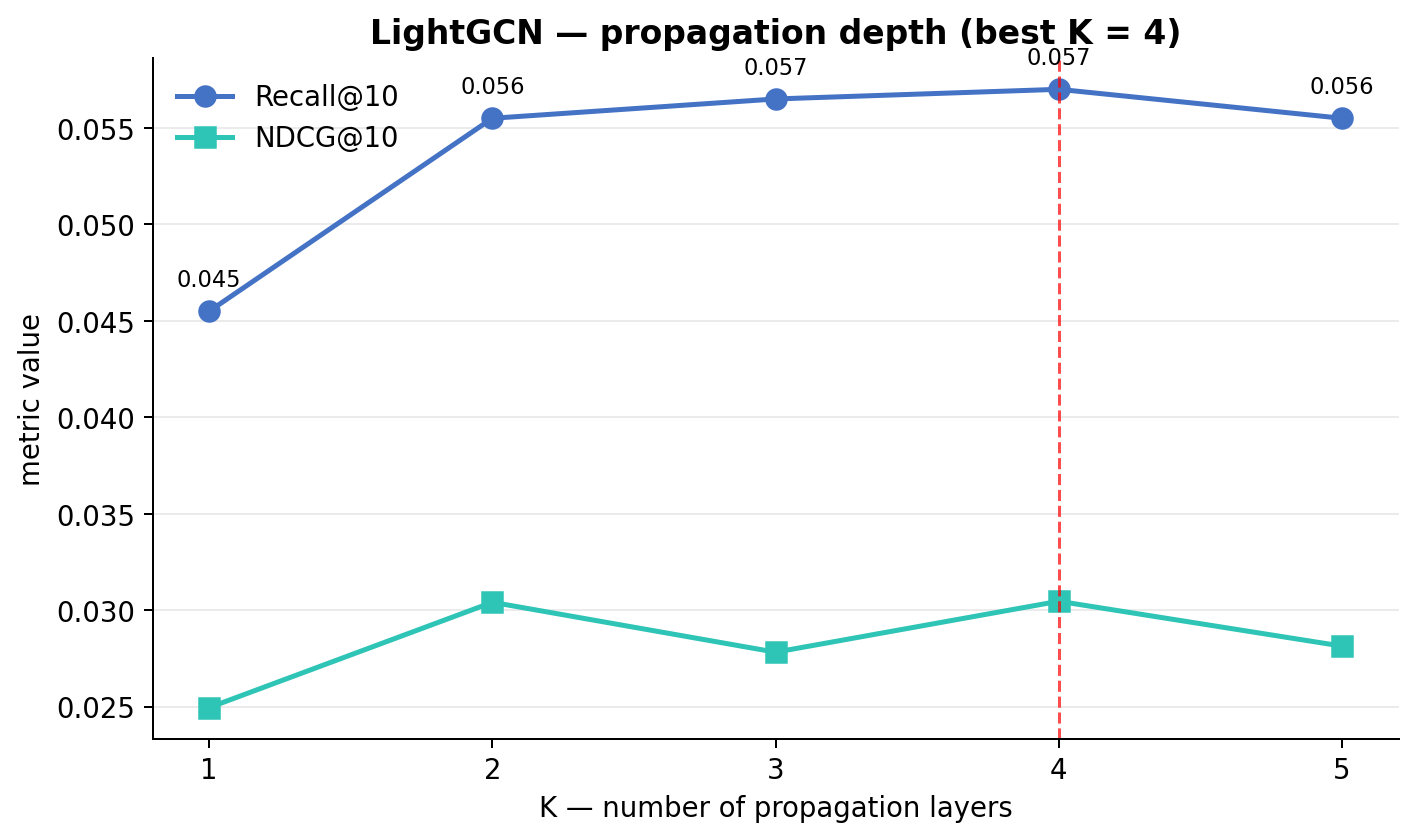 LightGCN — propagation depth (best K = 4)
Recall@10
NDCG@10
0.045
0.056
0.057
0.057
0.056
0.055
0.050
0.045
0.040
0.035
0.030
0.025
metric value
1 2 3 4 5
K — number of propagation layers